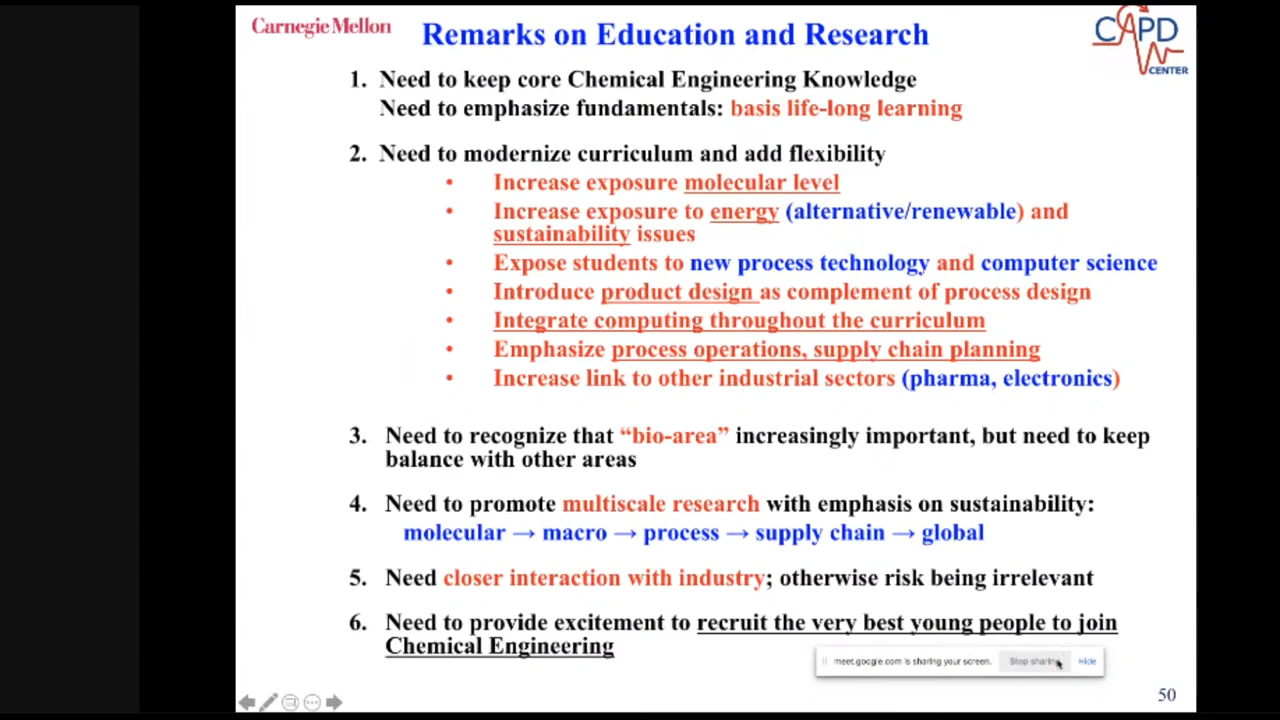 Carnegie Mellon
Remarks on Education and Research
CAPD
CENTER
1. Need to keep core Chemical Engineering Knowledge
Need to emphasize fundamentals: basis life-long learning
2. Need to modernize curriculum and add flexibility
• Increase exposure molecular level
• Increase exposure to energy (alternative/renewable) and
sustainability issues
• Expose students to new process technology and computer science
• Introduce product design as complement of process design
• Integrate computing throughout the curriculum
• Emphasize process operations, supply chain planning
• Increase link to other industrial sectors (pharma, electronics)
3. Need to recognize that “bio-area” increasingly important, but need to keep
balance with other areas
4. Need to promote multiscale research with emphasis on sustainability:
molecular → macro → process → supply chain → global
5. Need closer interaction with industry; otherwise risk being irrelevant
6. Need to provide excitement to recruit the very best young people to join
Chemical Engineering
meet.google.com is sharing your screen. Stop sharing Hide
50